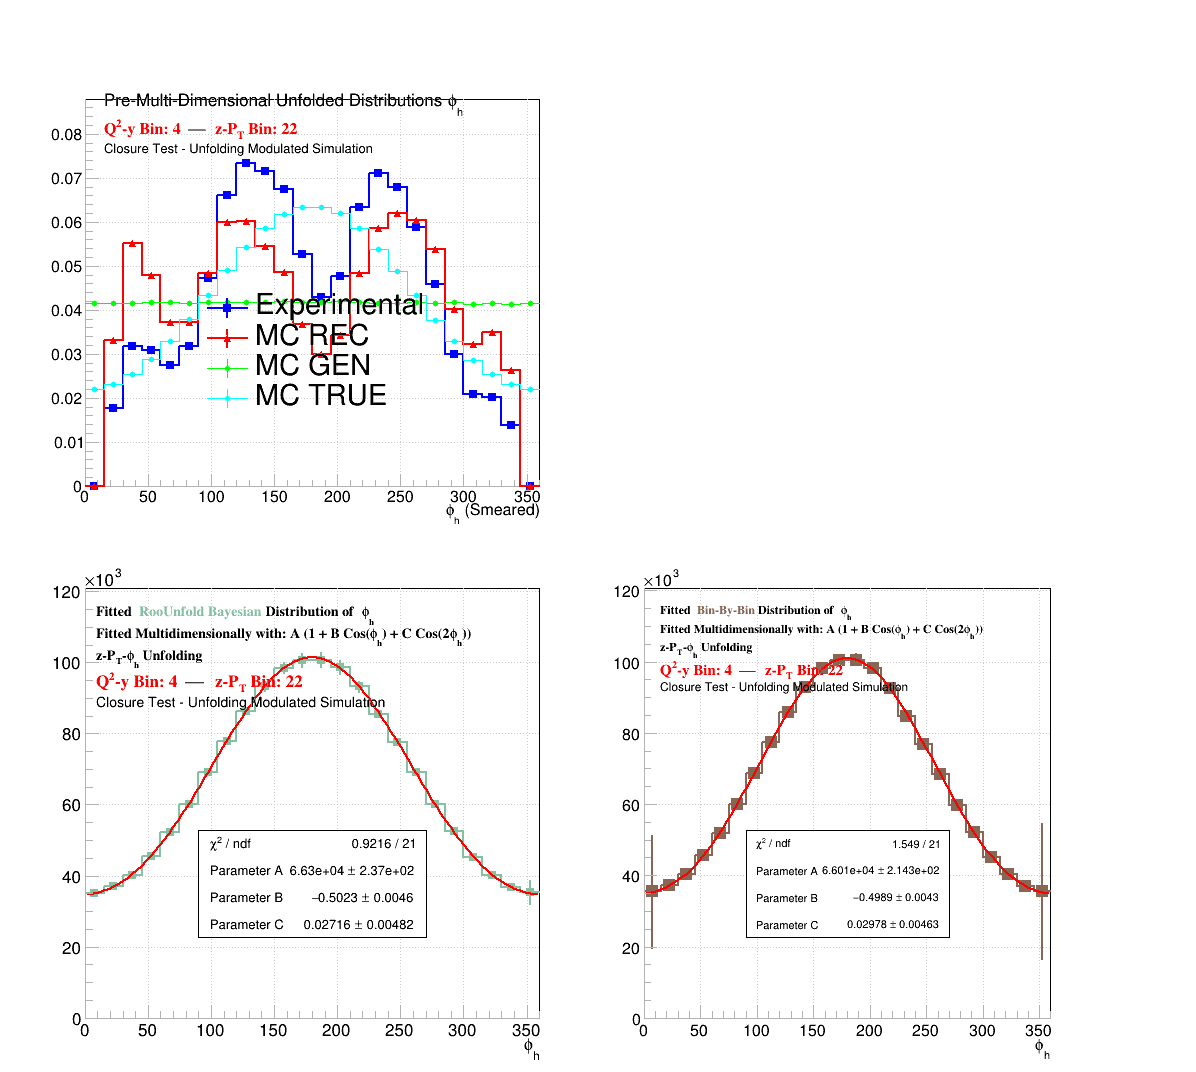 Pre-Multi-Dimensional Unfolded Distributions ϕh
Q2-y Bin: 4 — z-PT Bin: 22
Closure Test - Unfolding Modulated Simulation
0.08
0.07
0.06
0.05
0.04
0.03
0.02
0.01
0
Experimental
MC REC
MC GEN
MC TRUE
0 50 100 150 200 250 300 350
ϕh (Smeared)
×10^3
120
100
80
60
40
20
0
Fitted RooUnfold Bayesian Distribution of ϕh
Fitted Multidimensionally with: A (1 + B Cos(ϕh) + C Cos(2ϕh))
z-PT-ϕh Unfolding
Q2-y Bin: 4 — z-PT Bin: 22
Closure Test - Unfolding Modulated Simulation
χ2 / ndf 0.9216 / 21
Parameter A 6.63e+04 ± 2.37e+02
Parameter B −0.5023 ± 0.0046
Parameter C 0.02716 ± 0.00482
0 50 100 150 200 250 300 350
ϕh
×10^3
120
100
80
60
40
20
0
Fitted Bin-By-Bin Distribution of ϕh
Fitted Multidimensionally with: A (1 + B Cos(ϕh) + C Cos(2ϕh))
z-PT-ϕh Unfolding
Q2-y Bin: 4 — z-PT Bin: 22
Closure Test - Unfolding Modulated Simulation
χ2 / ndf 1.549 / 21
Parameter A 6.601e+04 ± 2.143e+02
Parameter B −0.4989 ± 0.0043
Parameter C 0.02978 ± 0.00463
0 50 100 150 200 250 300 350
ϕh